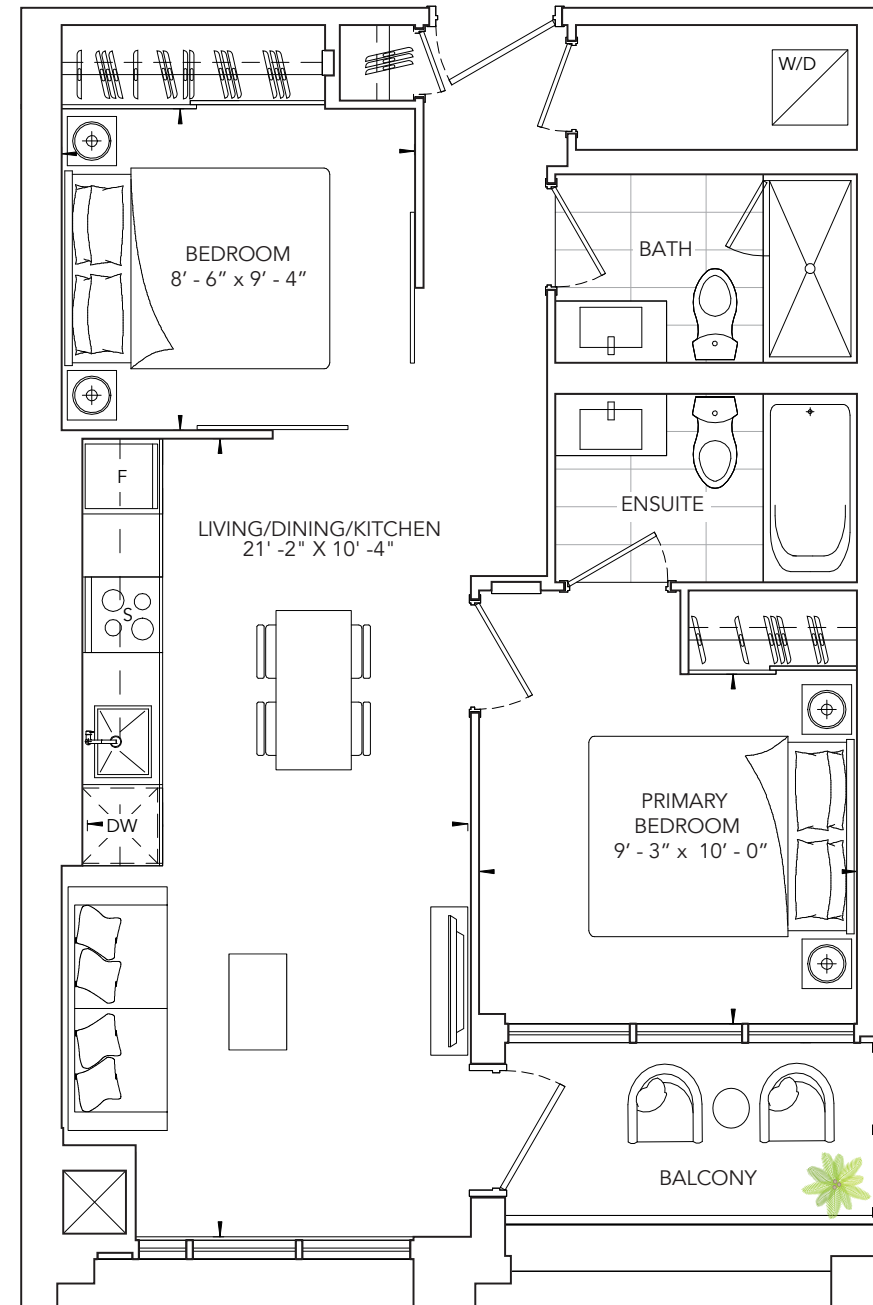 W/D
BEDROOM
8’ - 6” x 9’ - 4”
BATH
F
ENSUITE
LIVING/DINING/KITCHEN
21' -2" X 10' -4"
S
DW
PRIMARY
BEDROOM
9’ - 3” x 10’ - 0”
BALCONY